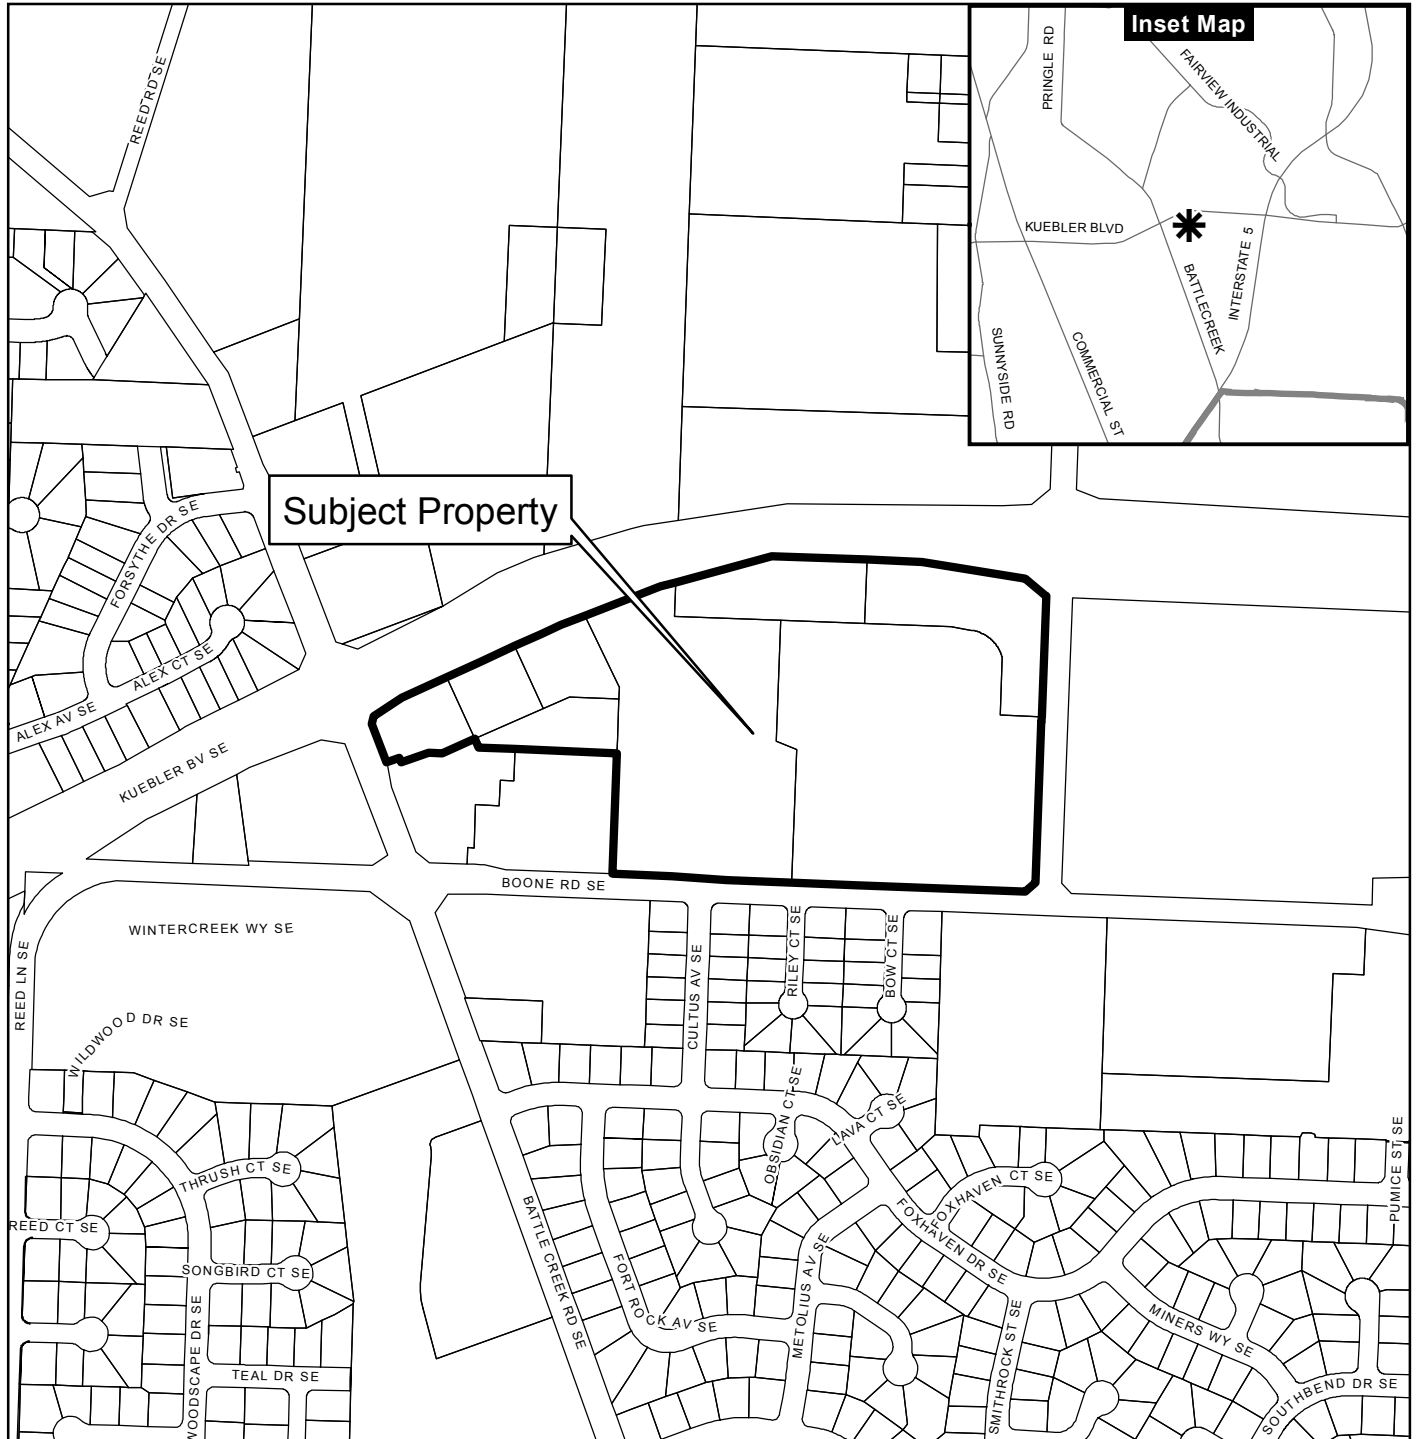 Inset Map
REED RD SE
PRINGLE RD
FAIRVIEW INDUSTRIAL
KUEBLER BLVD
INTERSTATE 5
BATTLECREEK
SUNNYSIDE RD
COMMERCIAL ST
Subject Property
FORSYTHE DR SE
ALEX CT SE
ALEX AV SE
KUEBLER BV SE
BOONE RD SE
WINTERCREEK WY SE
REED LN SE
WILDWOOD DR SE
CULTUS AV SE
RILEY CT SE
BOW CT SE
OBSIDIAN CT SE
LAVA CT SE
THRUSH CT SE
REED CT SE
SONGBIRD CT SE
WOODSCAPE DR SE
TEAL DR SE
BATTLE CREEK RD SE
FORT ROCK AV SE
METOLIUS AV SE
FOXHAVEN CT SE
FOXHAVEN DR SE
SMITHROCK ST SE
MINERS WY SE
PUMICE ST SE
SOUTHBEND DR SE